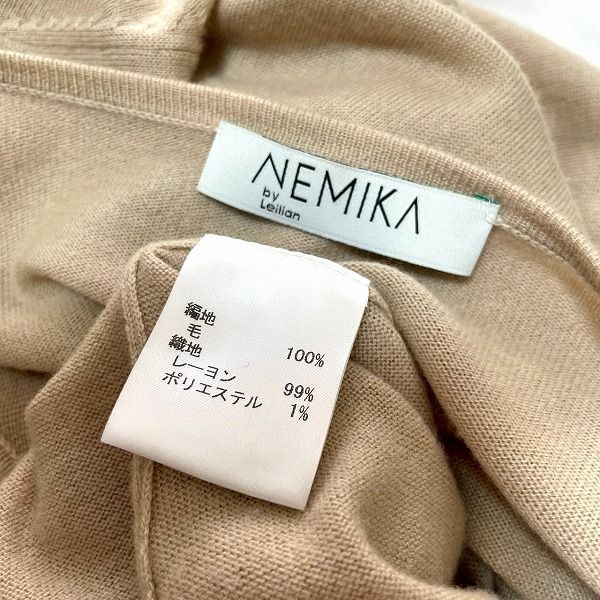 NEMIKA
by
Leilian
編地
毛 100%
織地
レーヨン 99%
ポリエステル 1%